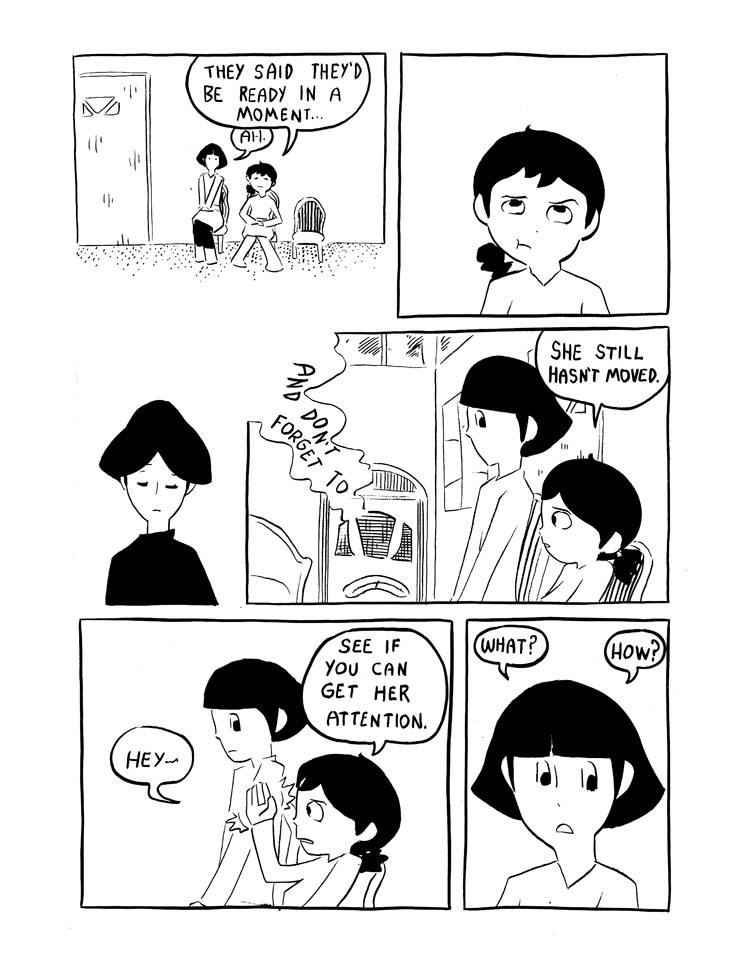 THEY SAID THEY'D
BE READY IN A
MOMENT...
AH.
SHE STILL
HASN'T MOVED.
AND DON'T
FORGET TO
SEE IF
YOU CAN
GET HER
ATTENTION.
HEY
WHAT?
HOW?